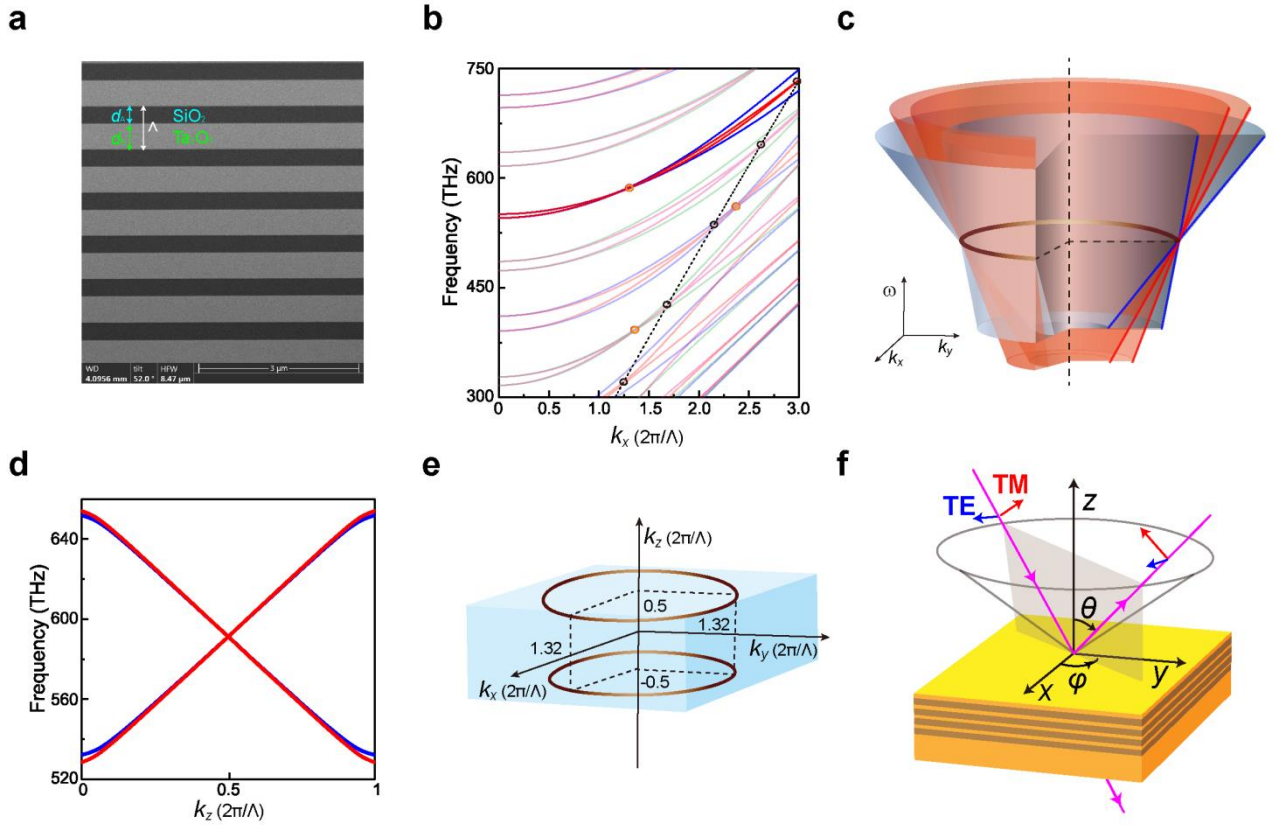 a
d
SiO2
Λ
d
Ta2O5
WD
4.0956 mm
tilt
52.0 °
HFW
8.47 μm
3 μm
b
Frequency (THz)
750
600
450
300
0
0.5
1.0
1.5
2.0
2.5
3.0
kx (2π/Λ)
c
ω
kx
ky
d
Frequency (THz)
640
600
560
520
0
0.5
1
kz (2π/Λ)
e
kz (2π/Λ)
0.5
1.32
1.32
ky (2π/Λ)
kx (2π/Λ)
-0.5
f
TM
TE
z
θ
x
φ
y